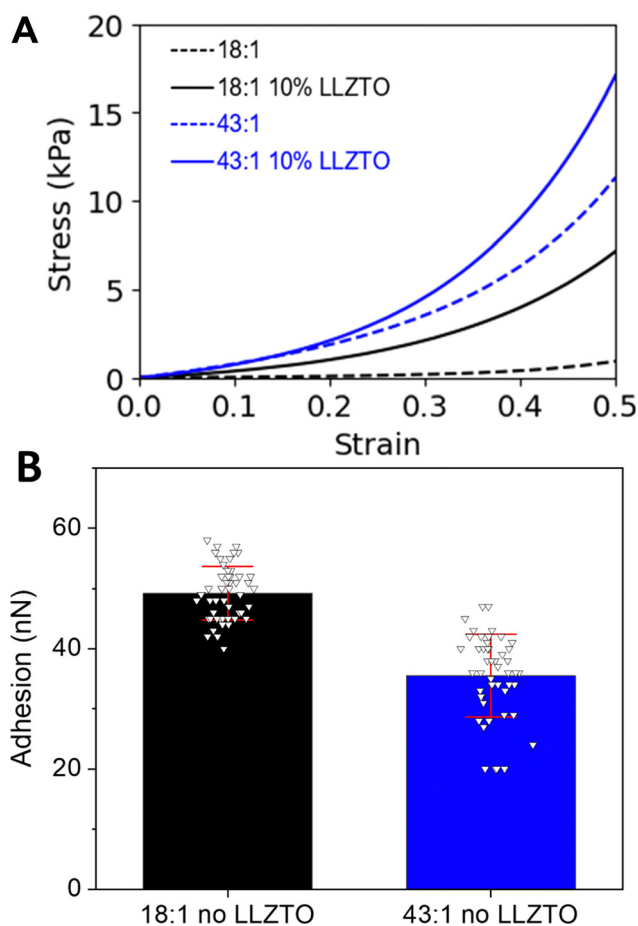 A
20
15
10
5
0
Stress (kPa)
18:1
18:1 10% LLZTO
43:1
43:1 10% LLZTO
0.0 0.1 0.2 0.3 0.4 0.5
Strain
B
60
40
20
0
Adhesion (nN)
18:1 no LLZTO 43:1 no LLZTO